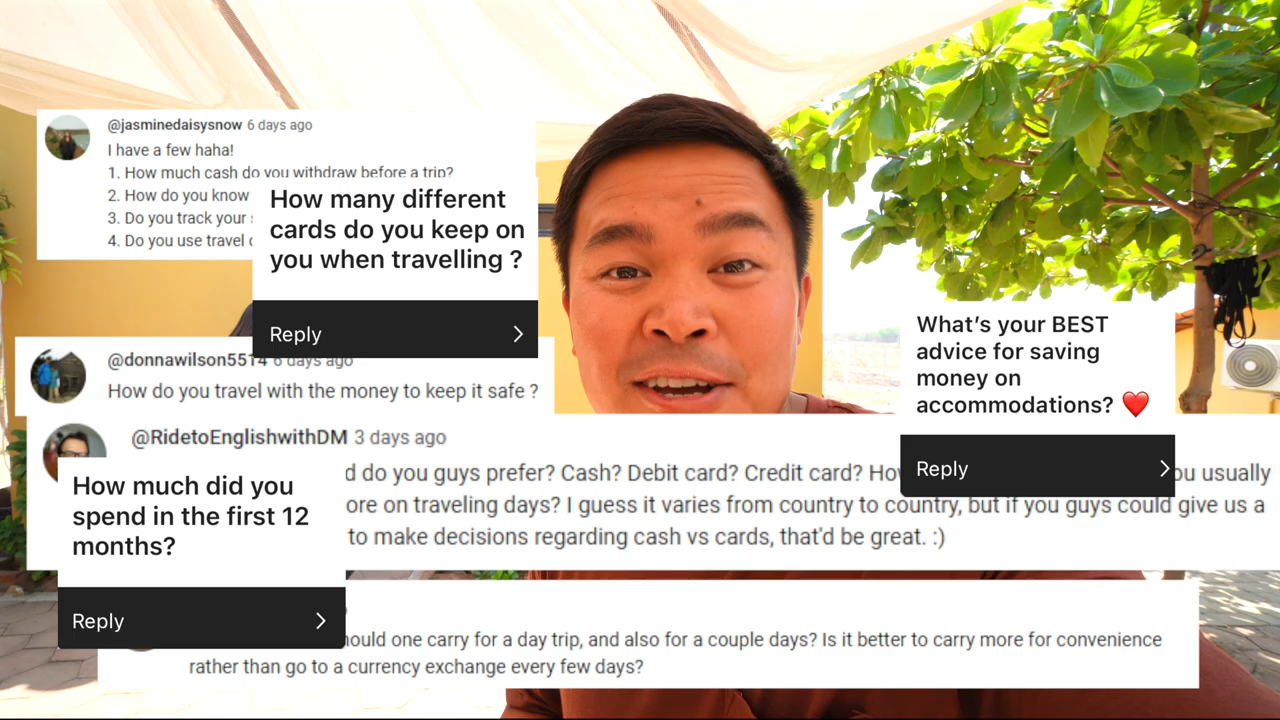 @jasminedaisysnow 6 days ago
I have a few haha!
1. How much cash do you withdraw before a trip?
2. How do you know
3. Do you track your
4. Do you use travel
How many different
cards do you keep on
you when travelling ?
Reply
@donnawilson5514 6 days ago
How do you travel with the money to keep it safe ?
What's your BEST
advice for saving
money on
accommodations? ❤️
Reply
@RidetoEnglishwithDM 3 days ago
do you guys prefer? Cash? Debit card? Credit card? usually
on traveling days? I guess it varies from country to country, but if you guys could give us a
to make decisions regarding cash vs cards, that'd be great. :)
How much did you
spend in the first 12
months?
Reply
one carry for a day trip, and also for a couple days? Is it better to carry more for convenience
rather than go to a currency exchange every few days?